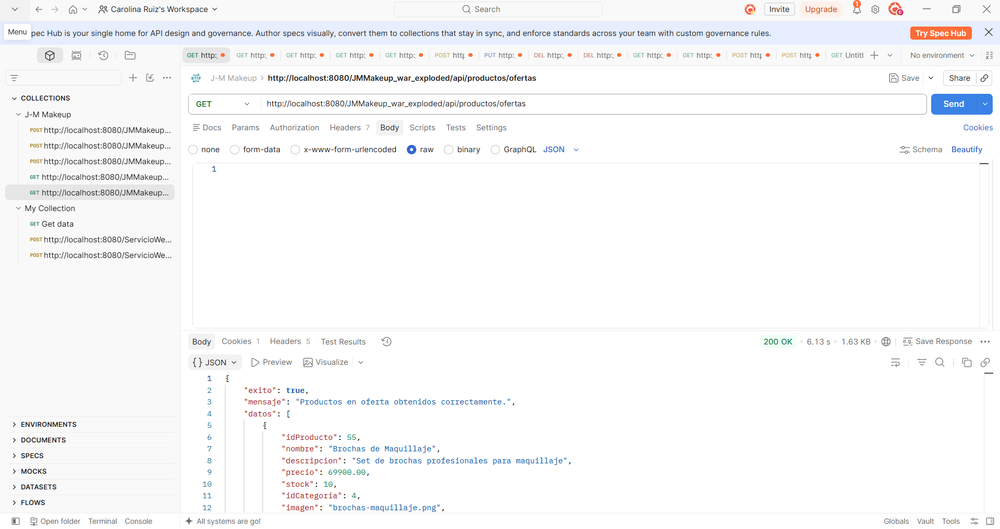 Carolina Ruiz's Workspace
Search
Invite
Upgrade
1
c
Menu
pec Hub is your single home for API design and governance. Author specs visually, convert them to collections that stay in sync, and enforce standards across your team with custom governance rules.
Try Spec Hub
GET http:,
GET http:,
GET http:,
GET http:,
GET http:,
POST http
PUT http:,
DEL http:,
DEL http:,
GET http:,
GET http:,
POST http
POST http
GET Untitl
No environment
J-M Makeup > http://localhost:8080/JMMakeup_war_exploded/api/productos/ofertas
Save
Share
COLLECTIONS
J-M Makeup
POST http://localhost:8080/JMMakeup...
POST http://localhost:8080/JMMakeup...
POST http://localhost:8080/JMMakeup...
GET http://localhost:8080/JMMakeup...
GET http://localhost:8080/JMMakeup...
My Collection
GET Get data
POST http://localhost:8080/ServicioWe...
POST http://localhost:8080/ServicioWe...
ENVIRONMENTS
DOCUMENTS
SPECS
MOCKS
DATASETS
FLOWS
GET
http://localhost:8080/JMMakeup_war_exploded/api/productos/ofertas
Send
Docs Params Authorization Headers 7 Body Scripts Tests Settings
Cookies
none form-data x-www-form-urlencoded raw binary GraphQL JSON
Schema Beautify
1
Body Cookies 1 Headers 5 Test Results
200 OK • 6.13 s • 1.63 KB
e.g. Save Response
{ } JSON Preview Visualize
1 {
2 "exito": true,
3 "mensaje": "Productos en oferta obtenidos correctamente.",
4 "datos": [
5 {
6 "idProducto": 55,
7 "nombre": "Brochas de Maquillaje",
8 "descripcion": "Set de brochas profesionales para maquillaje",
9 "precio": 69900.00,
10 "stock": 10,
11 "idCategoria": 4,
12 "imagen": "brochas-maquillaje.png",
Open folder Terminal Console
All systems are go!
Globals Vault Tools